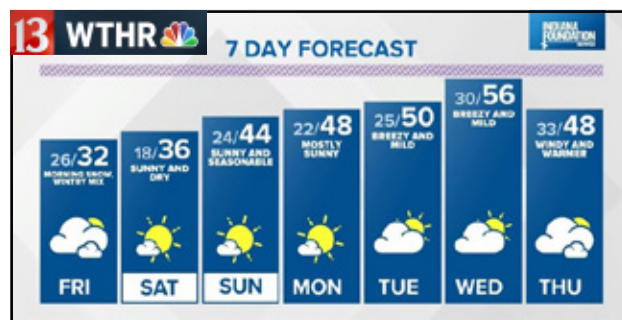 13 WTHR
7 DAY FORECAST
INDIANA
FOUNDATION
SERVICE
26/32
MORNING SNOW,
WINTRY MIX
FRI
18/36
SUNNY AND
DRY
SAT
24/44
SUNNY AND
SEASONABLE
SUN
22/48
MOSTLY
SUNNY
MON
25/50
BREEZY AND
MILD
TUE
30/56
BREEZY AND
MILD
WED
33/48
WINDY AND
WARMER
THU